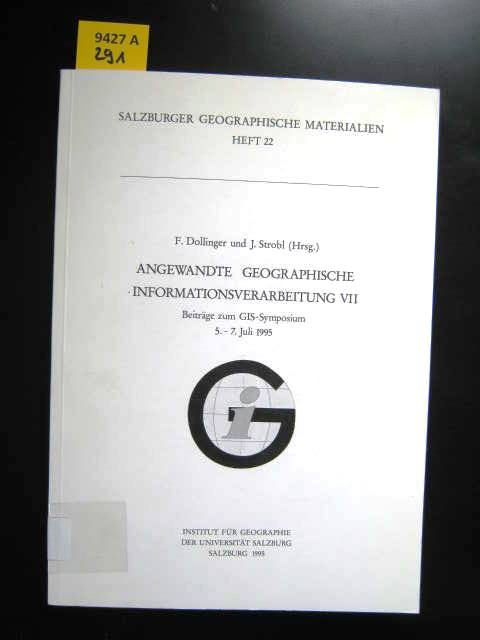 9427 A
291
SALZBURGER GEOGRAPHISCHE MATERIALIEN
HEFT 22
F. Dollinger und J. Strobl (Hrsg.)
ANGEWANDTE GEOGRAPHISCHE
INFORMATIONSVERARBEITUNG VII
Beiträge zum GIS-Symposium
5. - 7. Juli 1995
Gi
INSTITUT FÜR GEOGRAPHIE
DER UNIVERSITÄT SALZBURG
SALZBURG 1995